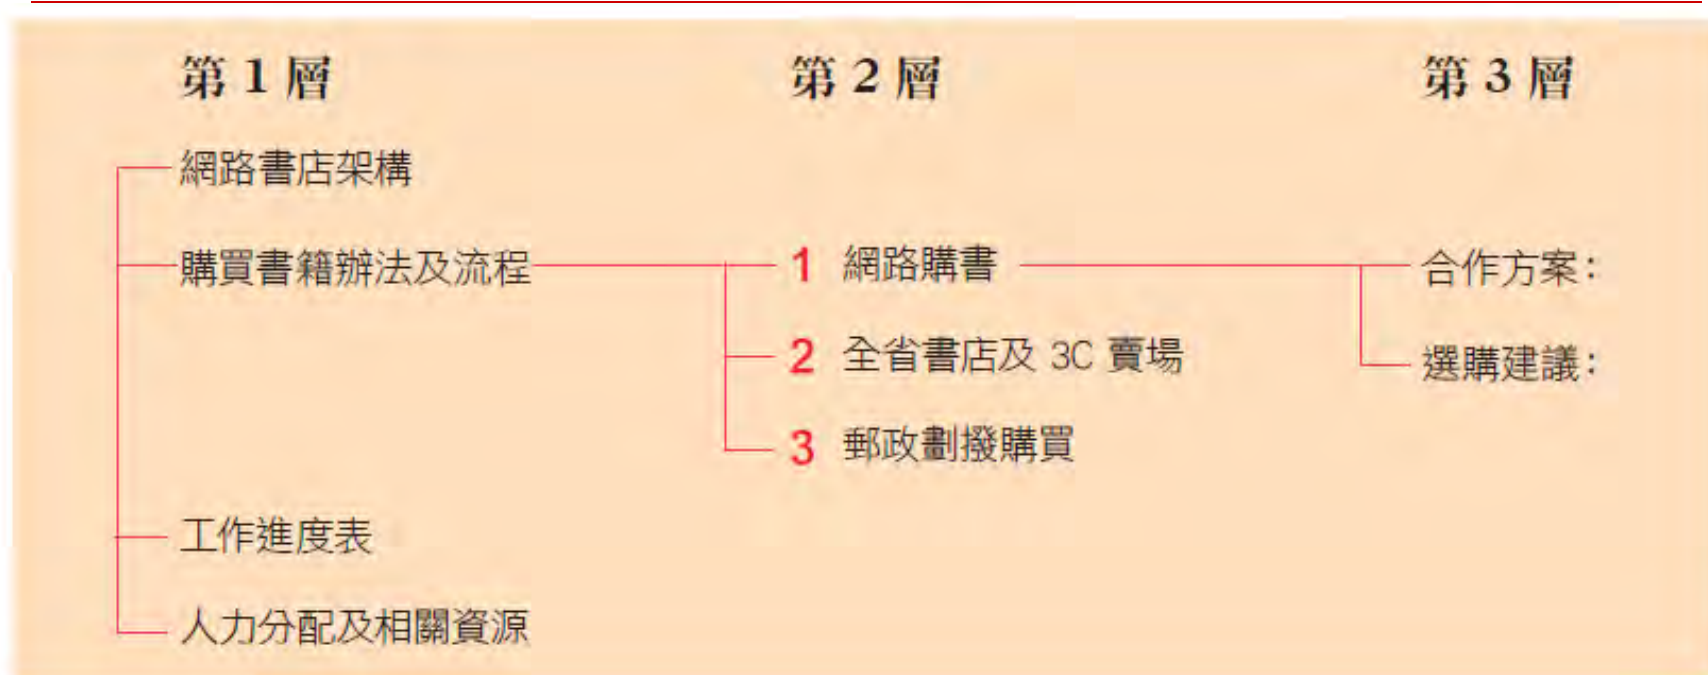 第 1 層 第 2 層 第 3 層
網路書店架構
購買書籍辦法及流程 1 網路購書 合作方案：
2 全省書店及 3C 賣場 選購建議：
3 郵政劃撥購買
工作進度表
人力分配及相關資源